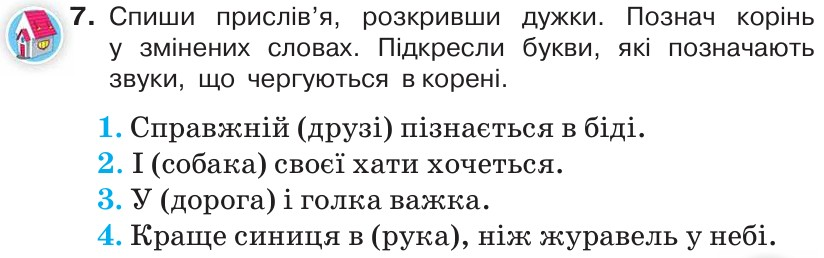 7. Спиши прислів'я, розкривши дужки. Познач корінь
у змінених словах. Підкресли букви, які позначають
звуки, що чергуються в корені.
1. Справжній (друзі) пізнається в біді.
2. І (собака) своєї хати хочеться.
3. У (дорога) і голка важка.
4. Краще синиця в (рука), ніж журавель у небі.